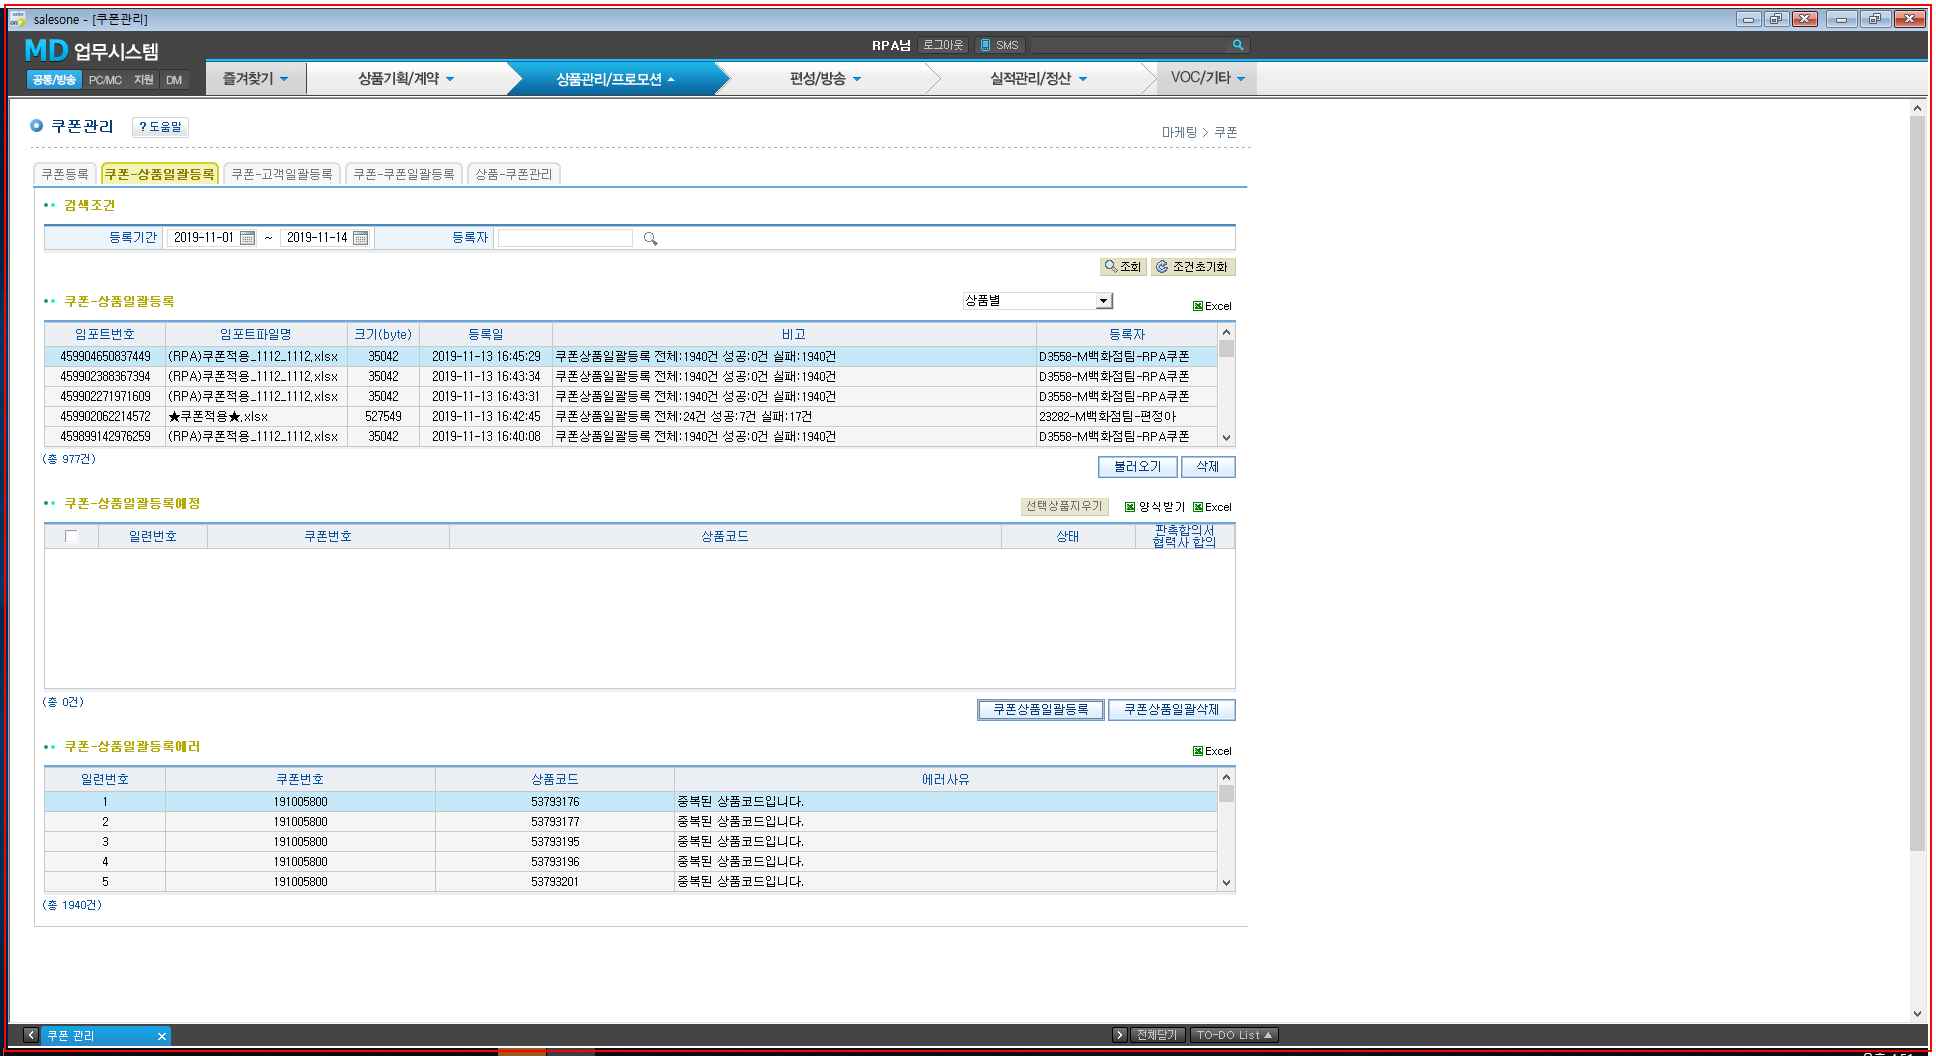 salesone - [쿠폰관리]
MD 업무시스템
RPA님 로그아웃 SMS
공통/방송 PC/MC 지원 DM
즐겨찾기 상품기획/계약 상품관리/프로모션 편성/방송 실적관리/정산 VOC/기타
쿠폰관리 ? 도움말
마케팅 > 쿠폰
쿠폰등록 쿠폰-상품일괄등록 쿠폰-고객일괄등록 쿠폰-쿠폰일괄등록 상품-쿠폰관리
검색조건
등록기간 2019-11-01 ~ 2019-11-14 등록자
조회 조건초기화
쿠폰-상품일괄등록 상품별 Excel
임포트번호 임포트파일명 크기(byte) 등록일 비고 등록자
459904650837449 (RPA)쿠폰적용_1112_1112.xlsx 35042 2019-11-13 16:45:29 쿠폰상품일괄등록 전체:1940건 성공:0건 실패:1940건 D3558-M백화점팀-RPA쿠폰
459902388367394 (RPA)쿠폰적용_1112_1112.xlsx 35042 2019-11-13 16:43:34 쿠폰상품일괄등록 전체:1940건 성공:0건 실패:1940건 D3558-M백화점팀-RPA쿠폰
459902271971609 (RPA)쿠폰적용_1112_1112.xlsx 35042 2019-11-13 16:43:31 쿠폰상품일괄등록 전체:1940건 성공:0건 실패:1940건 D3558-M백화점팀-RPA쿠폰
459902062214572 ★쿠폰적용★.xlsx 527549 2019-11-13 16:42:45 쿠폰상품일괄등록 전체:24건 성공:7건 실패:17건 23282-M백화점팀-편정아
459899142976259 (RPA)쿠폰적용_1112_1112.xlsx 35042 2019-11-13 16:40:08 쿠폰상품일괄등록 전체:1940건 성공:0건 실패:1940건 D3558-M백화점팀-RPA쿠폰
(총 977건)
불러오기 삭제
쿠폰-상품일괄등록예정 선택상품지우기 양식받기 Excel
일련번호 쿠폰번호 상품코드 상태 판촉합의서
협력사 합의
(총 0건)
쿠폰상품일괄등록 쿠폰상품일괄삭제
쿠폰-상품일괄등록에러 Excel
일련번호 쿠폰번호 상품코드 에러사유
1 191005800 53793176 중복된 상품코드입니다.
2 191005800 53793177 중복된 상품코드입니다.
3 191005800 53793195 중복된 상품코드입니다.
4 191005800 53793196 중복된 상품코드입니다.
5 191005800 53793201 중복된 상품코드입니다.
(총 1940건)
쿠폰 관리 전체닫기 TO-DO List